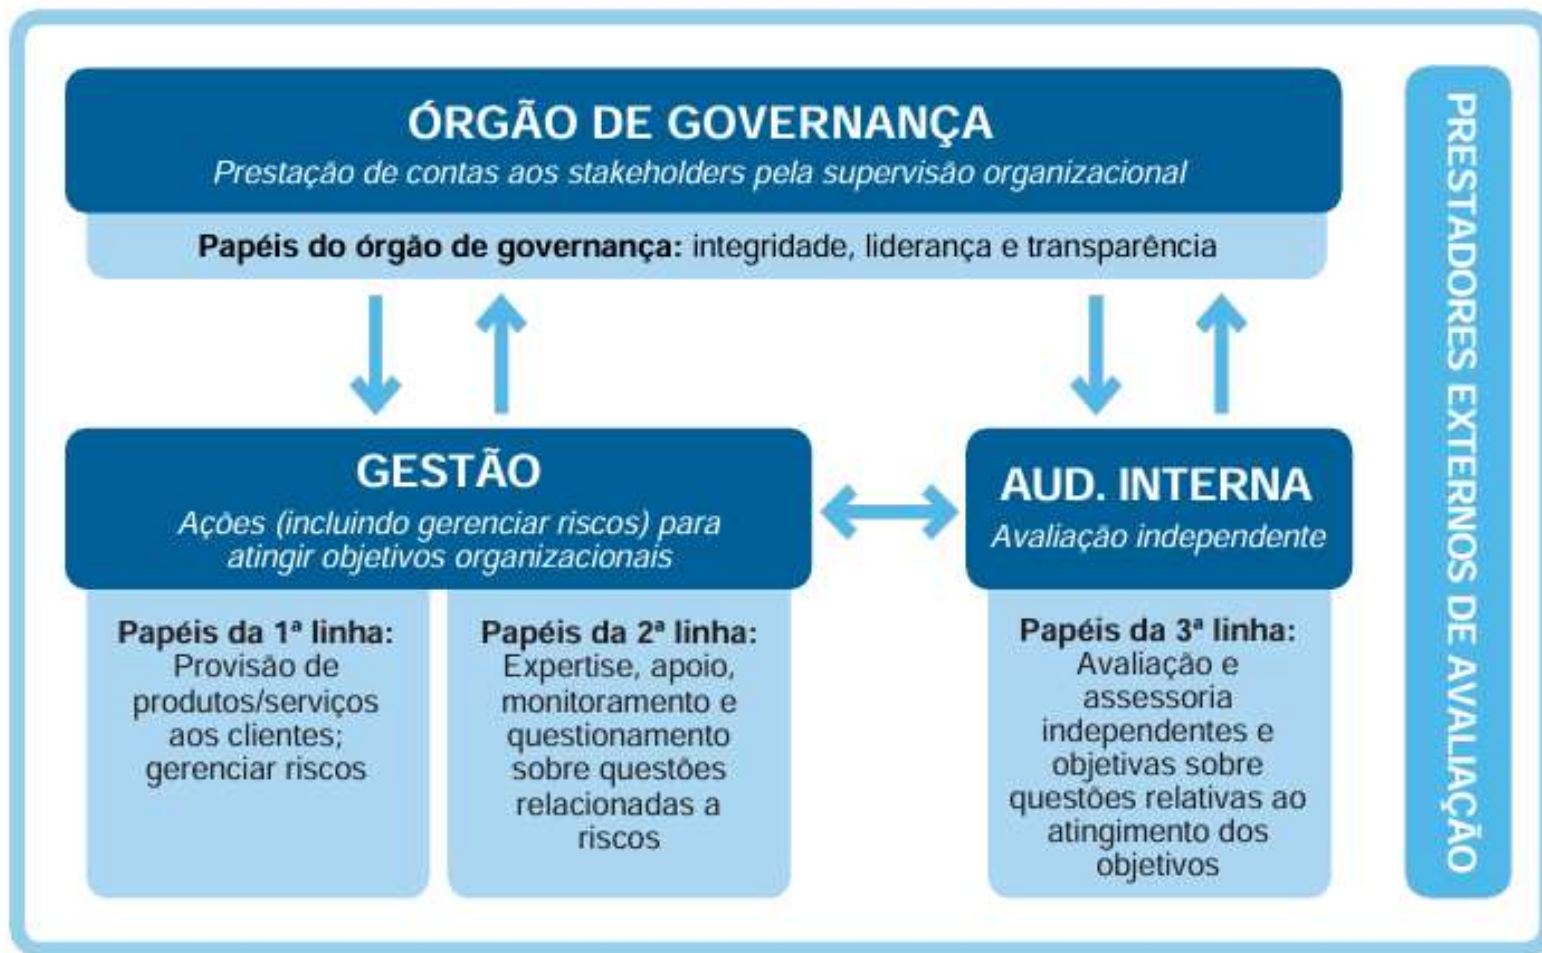 ÓRGÃO DE GOVERNANÇA
Prestação de contas aos stakeholders pela supervisão organizacional
Papéis do órgão de governança: integridade, liderança e transparência
GESTÃO
Ações (incluindo gerenciar riscos) para
atingir objetivos organizacionais
Papéis da 1ª linha:
Provisão de
produtos/serviços
aos clientes;
gerenciar riscos
Papéis da 2ª linha:
Expertise, apoio,
monitoramento e
questionamento
sobre questões
relacionadas a
riscos
AUD. INTERNA
Avaliação independente
Papéis da 3ª linha:
Avaliação e
assessoria
independentes e
objetivas sobre
questões relativas ao
atingimento dos
objetivos
PRESTADORES EXTERNOS DE AVALIAÇÃO